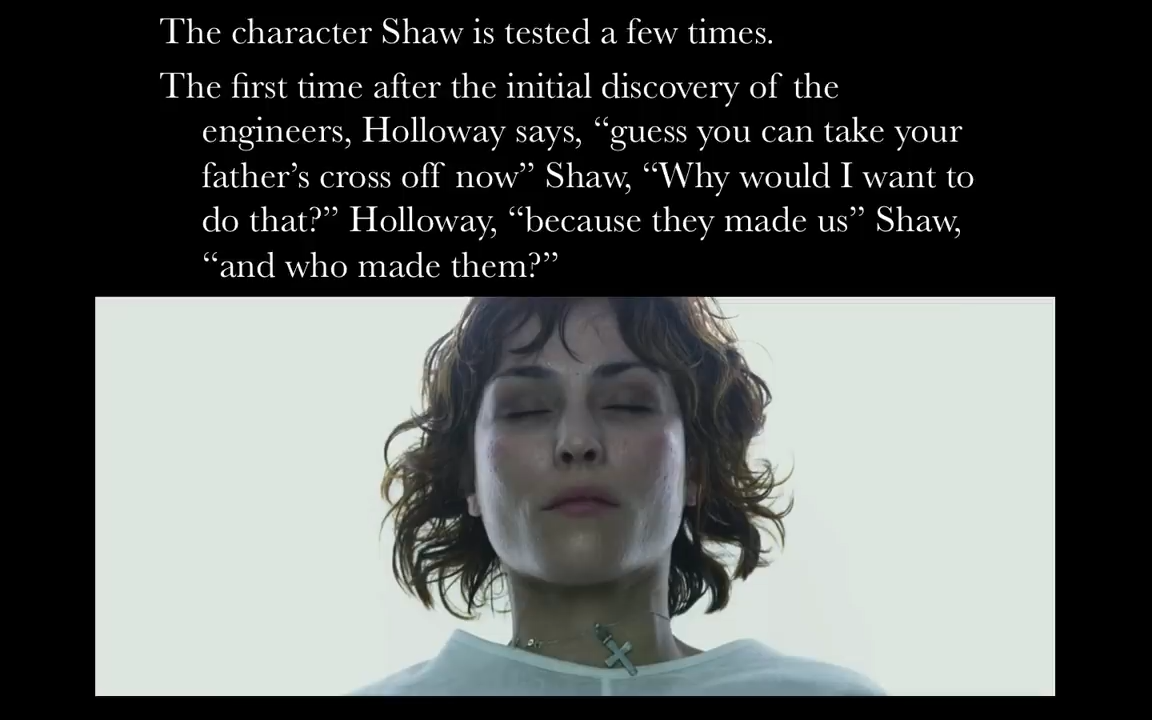 The character Shaw is tested a few times.
The first time after the initial discovery of the
engineers, Holloway says, “guess you can take your
father’s cross off now” Shaw, “Why would I want to
do that?” Holloway, “because they made us” Shaw,
“and who made them?”